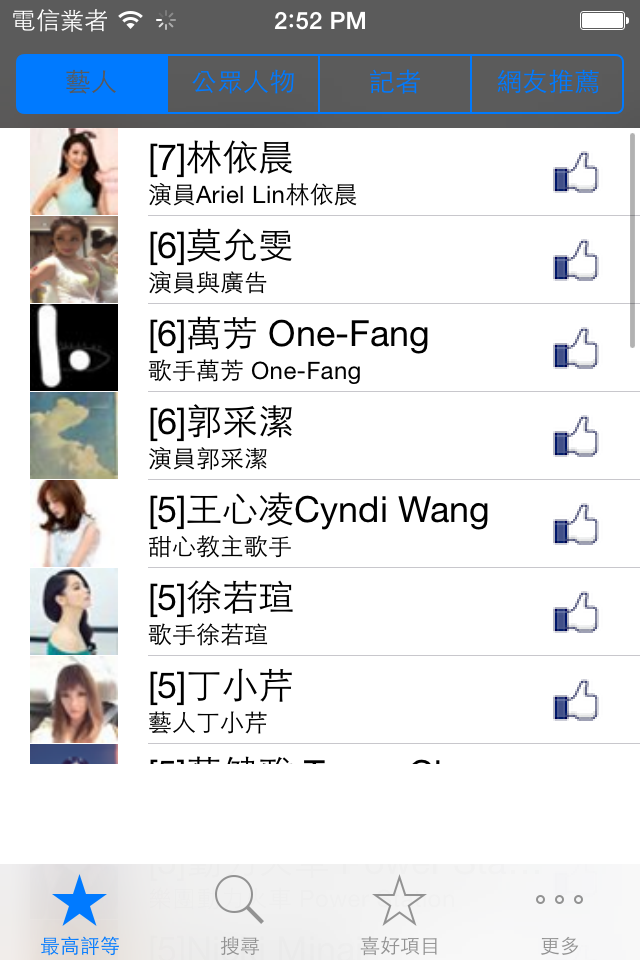 電信業者 2:52 PM
藝人 公眾人物 記者 網友推薦
[7]林依晨
演員Ariel Lin林依晨
[6]莫允雯
演員與廣告
[6]萬芳 One-Fang
歌手萬芳 One-Fang
[6]郭采潔
演員郭采潔
[5]王心凌Cyndi Wang
甜心教主歌手
[5]徐若瑄
歌手徐若瑄
[5]丁小芹
藝人丁小芹
最高評等 搜尋 喜好項目 更多